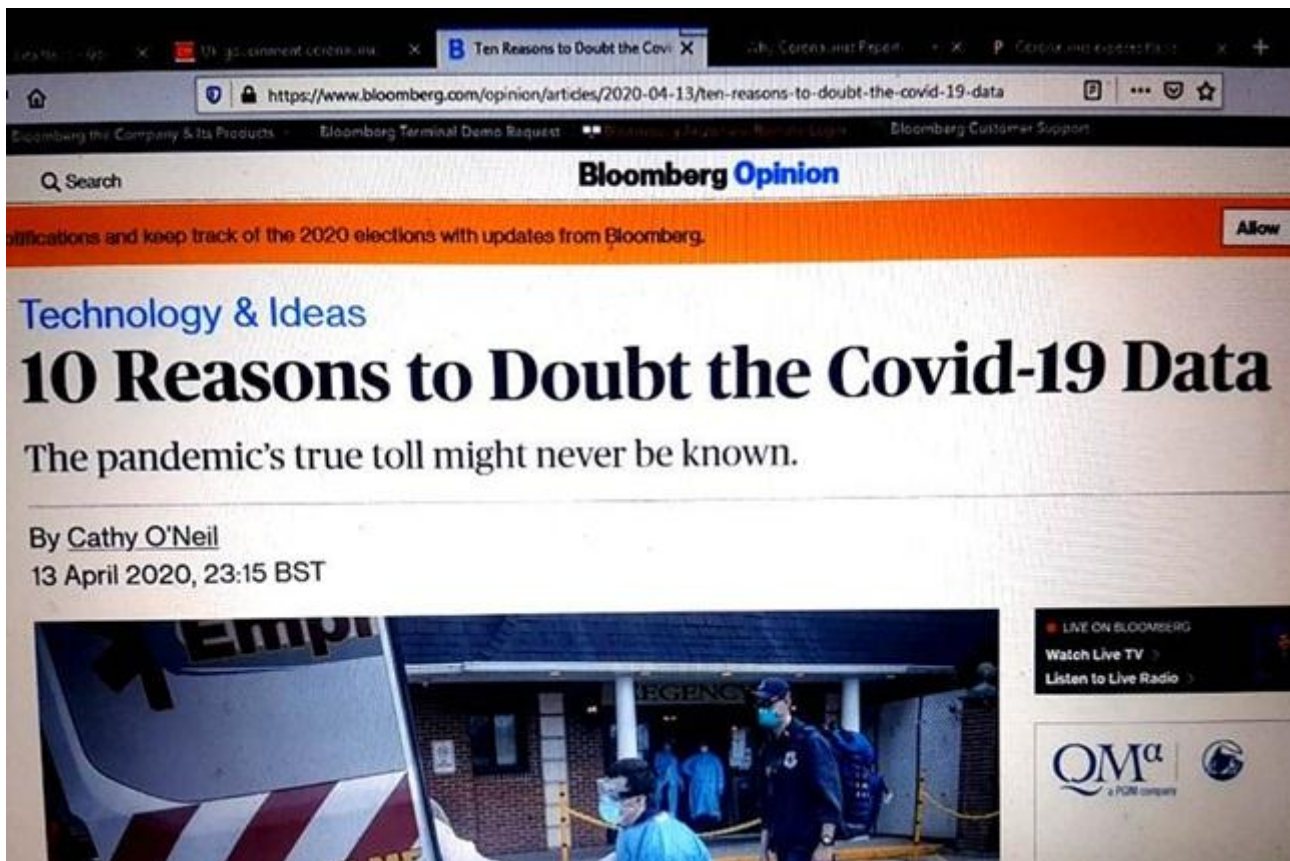 Ten Reasons to Doubt the Covi
https://www.bloomberg.com/opinion/articles/2020-04-13/ten-reasons-to-doubt-the-covid-19-data
Bloomberg the Company & Its Products Bloomberg Terminal Demo Request Bloomberg Customer Support
Search
Bloomberg Opinion
otifications and keep track of the 2020 elections with updates from Bloomberg.
Allow
Technology & Ideas
10 Reasons to Doubt the Covid-19 Data
The pandemic's true toll might never be known.
By Cathy O'Neil
13 April 2020, 23:15 BST
Empi
REGENCY
LIVE ON BLOOMBERG
Watch Live TV
Listen to Live Radio
QMα
a PGIM company